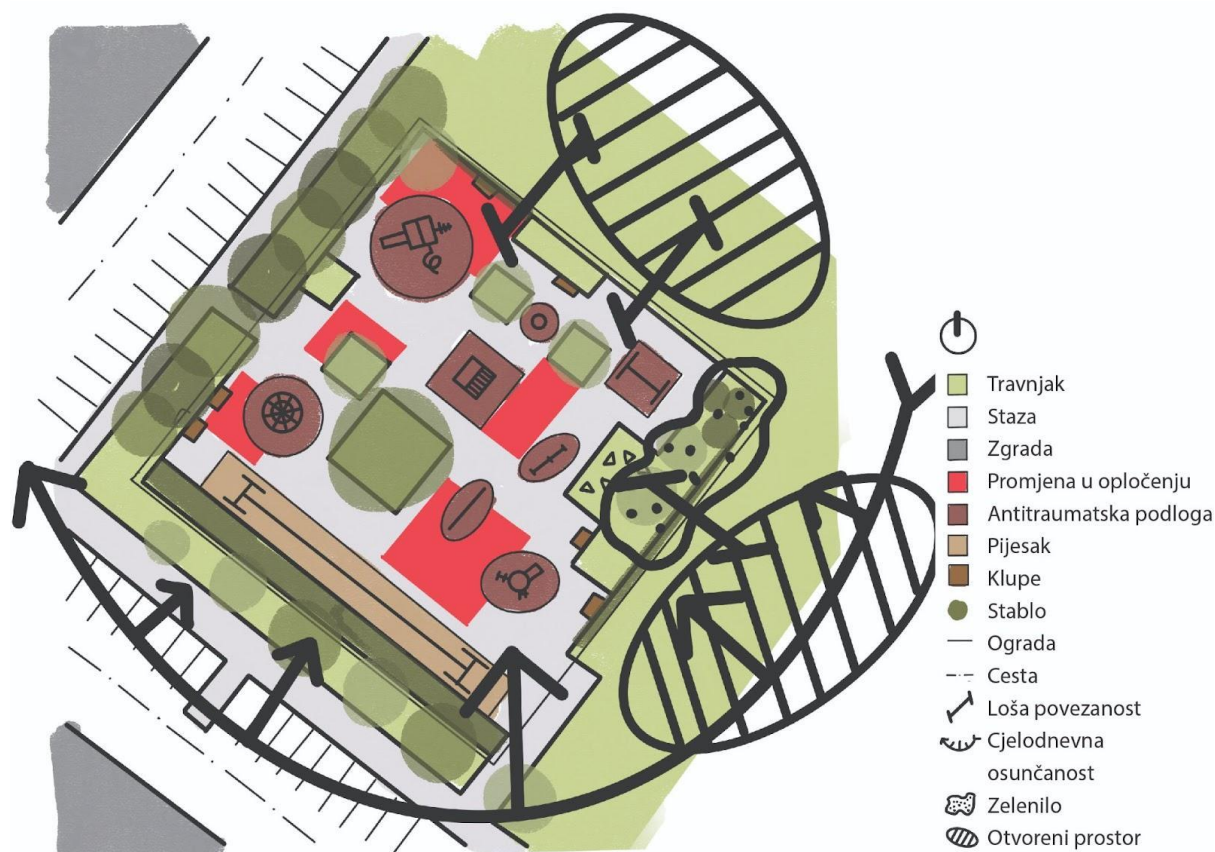 Travnjak
Staza
Zgrada
Promjena u opločenju
Antitraumatska podloga
Pijesak
Klupe
Stablo
Ograda
Cesta
Loša povezanost
Cjelodnevna
osunčanost
Zelenilo
Otvoreni prostor